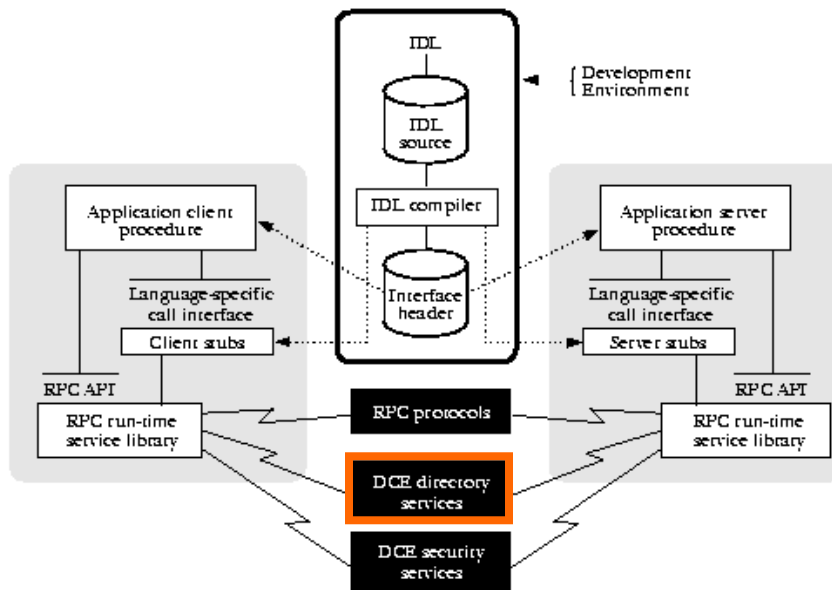 IDL
Development
Environment
IDL
source
IDL compiler
Interface
header
Application client
procedure
Language-specific
call interface
Client stubs
RPC API
RPC run-time
service library
Application server
procedure
Language-specific
call interface
Server stubs
RPC API
RPC run-time
service library
RPC protocols
DCE directory
services
DCE security
services